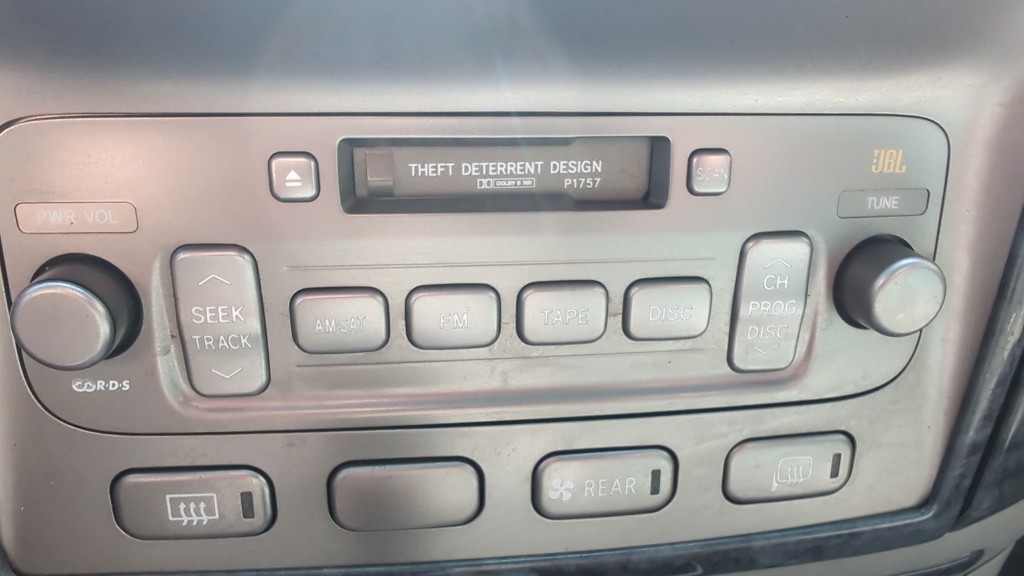 THEFT DETERRENT DESIGN
DOLBY B NR P1757
SCAN
JBL
PWR VOL
TUNE
SEEK
TRACK
AM·SAT
FM
TAPE
DISC
CH
PROG
DISC
R·D·S
REAR